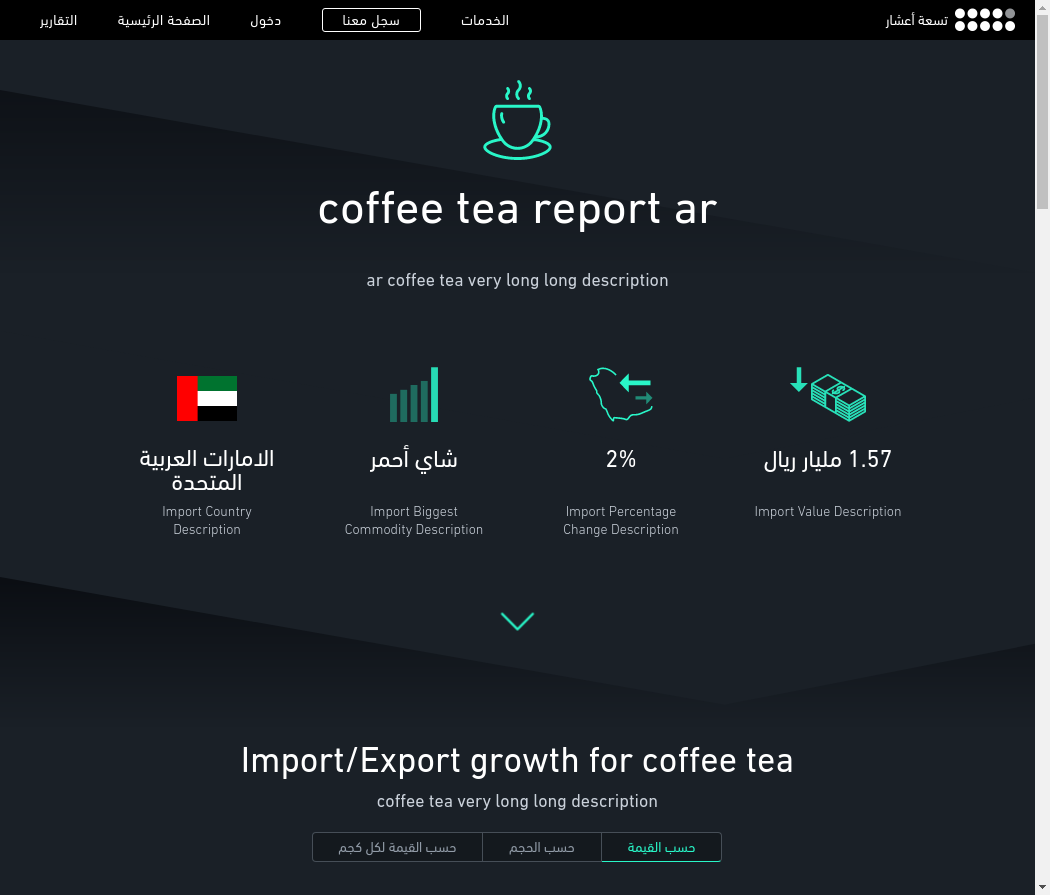 تسعة أعشار
الخدمات
سجل معنا
دخول
الصفحة الرئيسية
التقارير
coffee tea report ar
ar coffee tea very long long description
1.57 مليار ريال
Import Value Description
2%
Import Percentage
Change Description
شاي أحمر
Import Biggest
Commodity Description
الامارات العربية
المتحدة
Import Country
Description
Import/Export growth for coffee tea
coffee tea very long long description
حسب القيمة
حسب الحجم
حسب القيمة لكل كجم